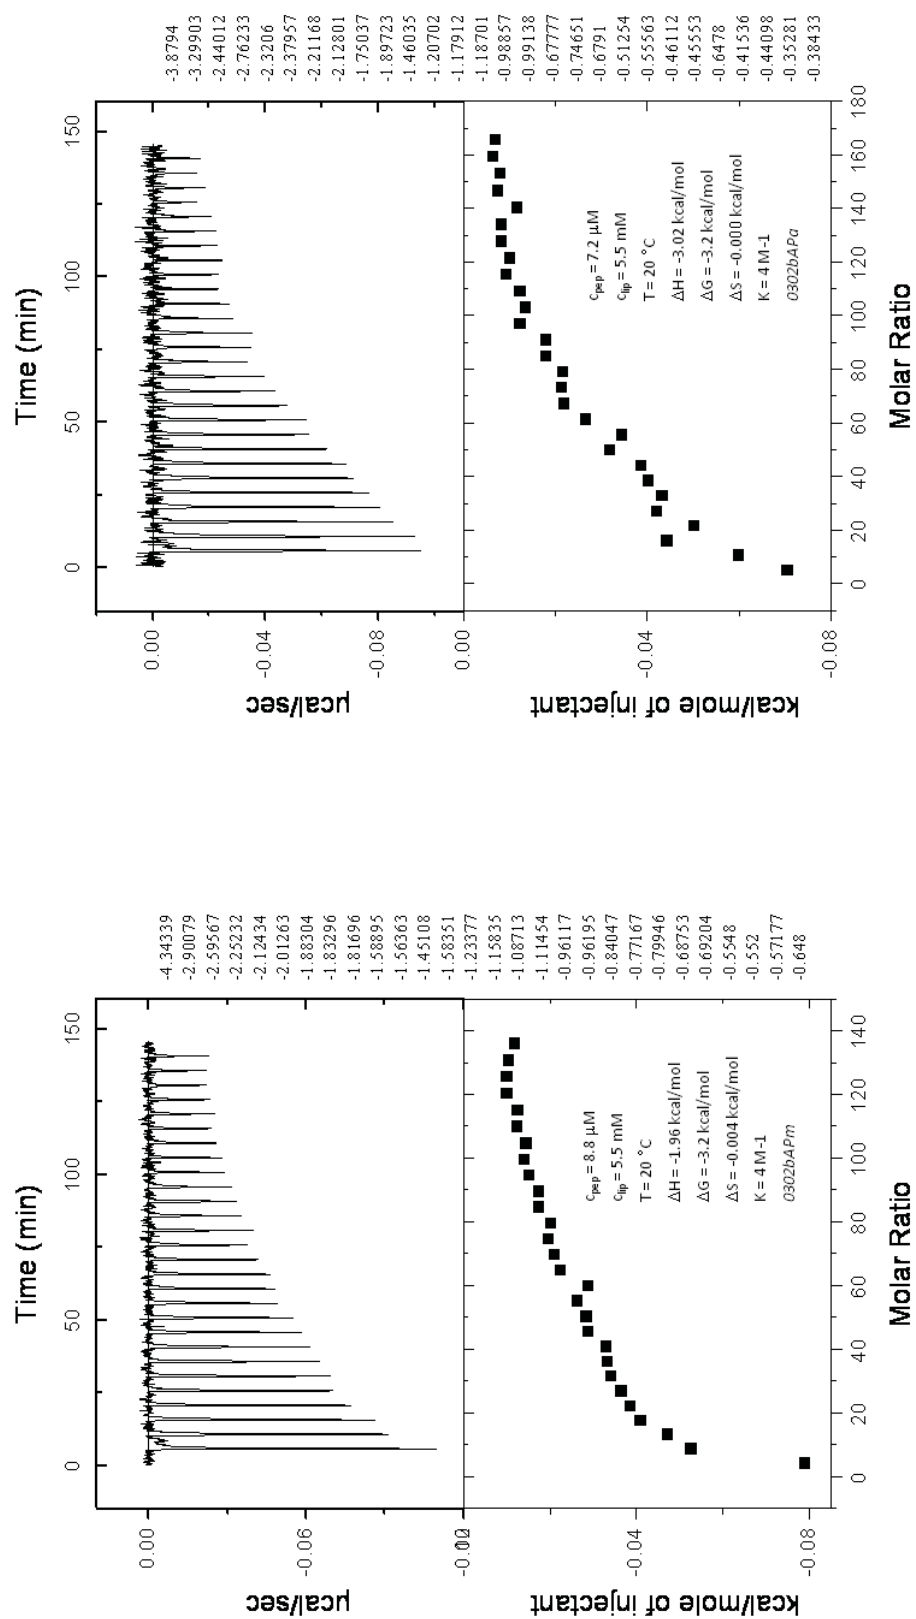 Time (min)
0 50 100 150
0.00
-0.06
µcal/sec
-0.04
-0.08
kcal/mole of injectant
c_pep = 8.8 µM
c_lip = 5.5 mM
T = 20 °C
ΔH = -1.96 kcal/mol
ΔG = -3.2 kcal/mol
ΔS = -0.004 kcal/mol
K = 4 M-1
0302bAPm
0 20 40 60 80 100 120 140
Molar Ratio
-4.34339
-2.90079
-2.59567
-2.25232
-2.12434
-2.01263
-1.88304
-1.83296
-1.81696
-1.58895
-1.56363
-1.45108
-1.58351
-1.23377
-1.15835
-1.08713
-1.11454
-0.96117
-0.96195
-0.84047
-0.77167
-0.79946
-0.68753
-0.69204
-0.5548
-0.552
-0.57177
-0.648
Time (min)
0 50 100 150
0.00
-0.04
-0.08
µcal/sec
0.00
-0.04
-0.08
kcal/mole of injectant
c_pep = 7.2 µM
c_lip = 5.5 mM
T = 20 °C
ΔH = -3.02 kcal/mol
ΔG = -3.2 kcal/mol
ΔS = -0.000 kcal/mol
K = 4 M-1
0302bAPa
0 20 40 60 80 100 120 140 160 180
Molar Ratio
-3.8794
-3.29903
-2.44012
-2.76233
-2.3206
-2.37957
-2.21168
-2.12801
-1.75037
-1.89723
-1.46035
-1.20702
-1.17912
-1.18701
-0.98857
-0.99138
-0.67777
-0.74651
-0.6791
-0.51254
-0.55563
-0.46112
-0.45553
-0.6478
-0.41536
-0.44098
-0.35281
-0.38433